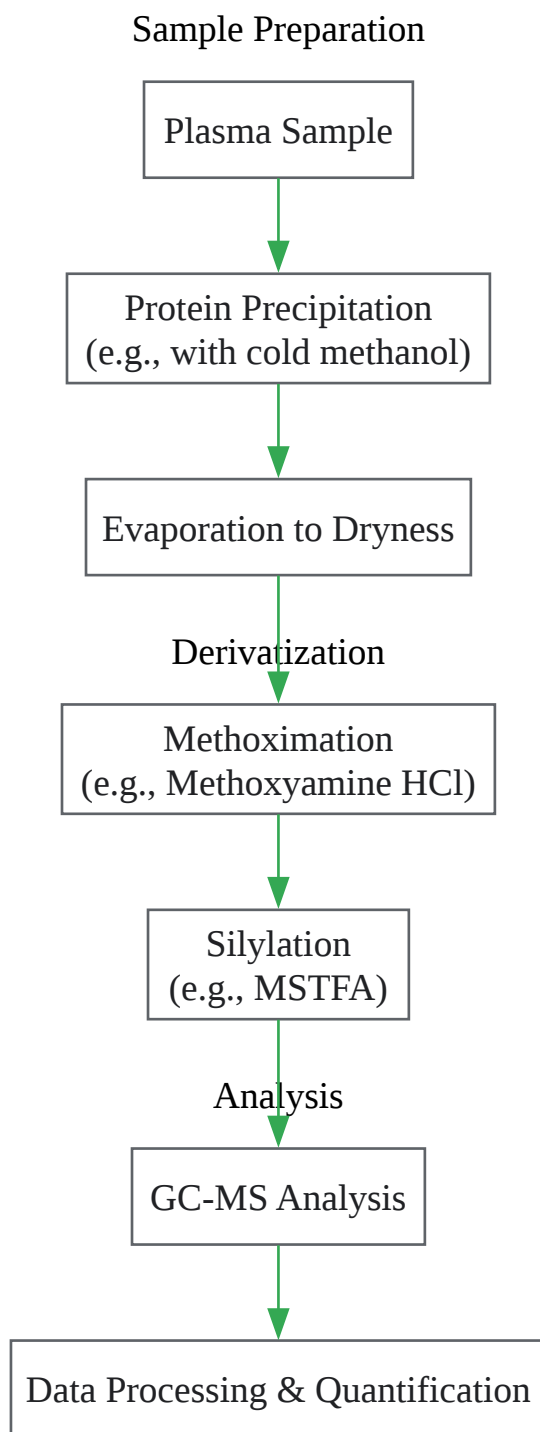 Sample Preparation
Plasma Sample
Protein Precipitation
(e.g., with cold methanol)
Evaporation to Dryness
Derivatization
Methoximation
(e.g., Methoxyamine HCl)
Silylation
(e.g., MSTFA)
Analysis
GC-MS Analysis
Data Processing & Quantification